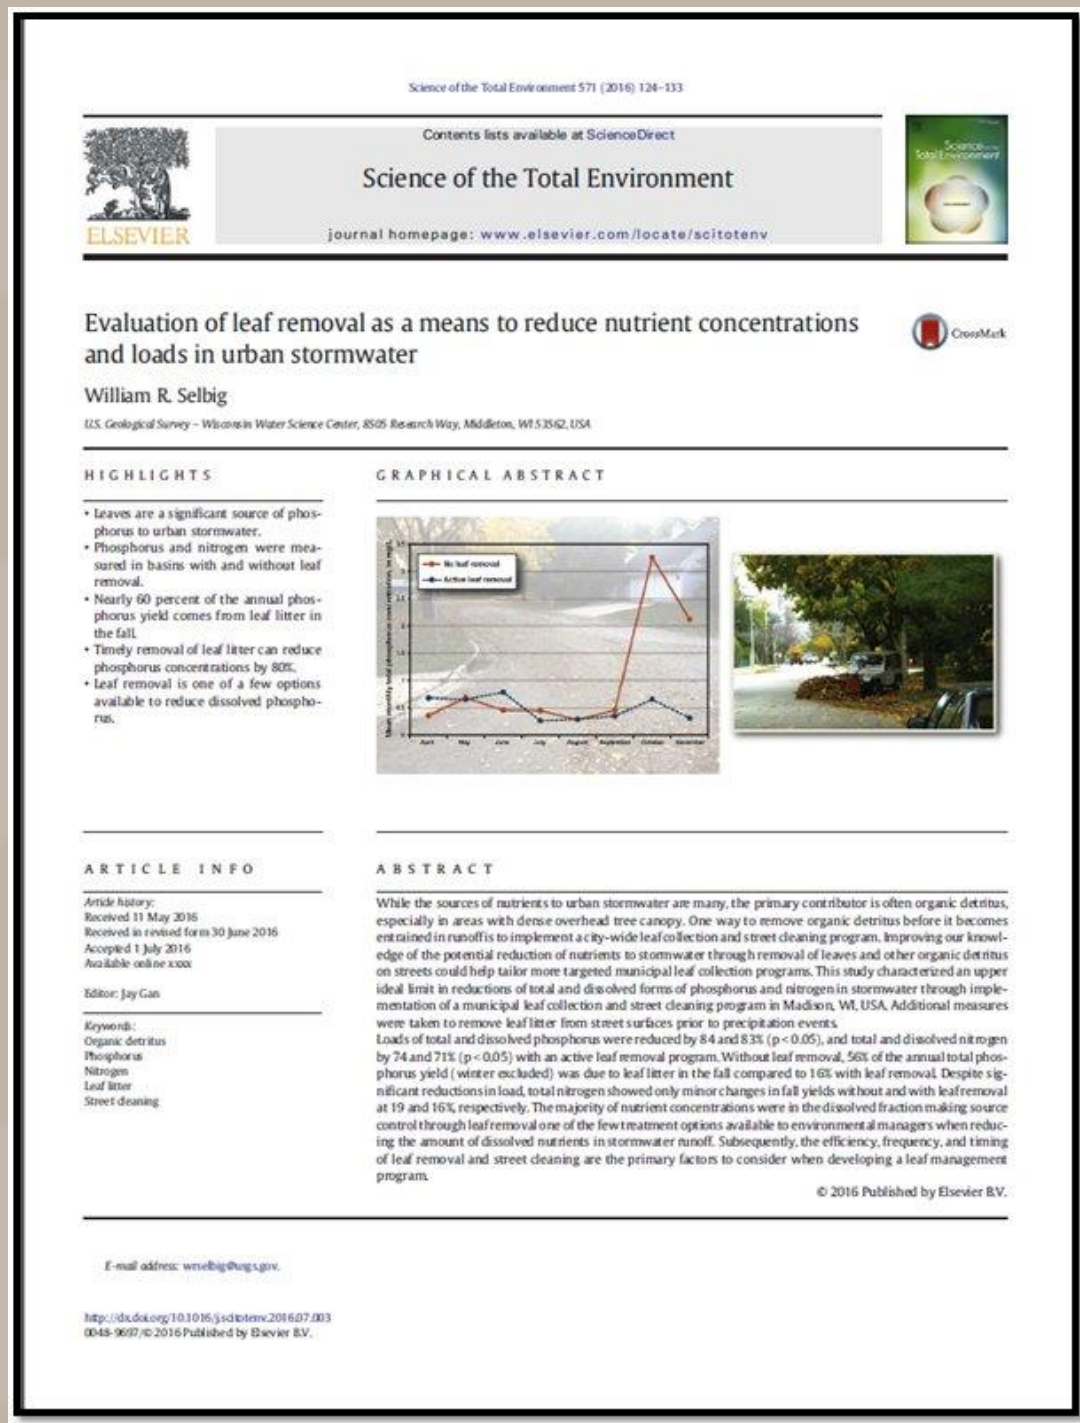 Science of the Total Environment 571 (2016) 124–133
Contents lists available at ScienceDirect
Science of the Total Environment
journal homepage: www.elsevier.com/locate/scitotenv
ELSEVIER
Science of the
Total Environment
Evaluation of leaf removal as a means to reduce nutrient concentrations
and loads in urban stormwater
CrossMark
William R. Selbig
U.S. Geological Survey – Wisconsin Water Science Center, 8505 Research Way, Middleton, WI 53562, USA
HIGHLIGHTS
• Leaves are a significant source of phos-
phorus to urban stormwater.
• Phosphorus and nitrogen were mea-
sured in basins with and without leaf
removal.
• Nearly 60 percent of the annual phos-
phorus yield comes from leaf litter in
the fall.
• Timely removal of leaf litter can reduce
phosphorus concentrations by 80%.
• Leaf removal is one of a few options
available to reduce dissolved phospho-
rus.
GRAPHICAL ABSTRACT
Mean monthly total phosphorus concentration, in mg/L
No leaf removal
Active leaf removal
April May June July August September October November
ARTICLE INFO
Article history:
Received 11 May 2016
Received in revised form 30 June 2016
Accepted 1 July 2016
Available online xxxx
Editor: Jay Gan
Keywords:
Organic detritus
Phosphorus
Nitrogen
Leaf litter
Street cleaning
ABSTRACT
While the sources of nutrients to urban stormwater are many, the primary contributor is often organic detritus,
especially in areas with dense overhead tree canopy. One way to remove organic detritus before it becomes
entrained in runoff is to implement a city-wide leaf collection and street cleaning program. Improving our knowl-
edge of the potential reduction of nutrients to stormwater through removal of leaves and other organic detritus
on streets could help tailor more targeted municipal leaf collection programs. This study characterized an upper
ideal limit in reductions of total and dissolved forms of phosphorus and nitrogen in stormwater through imple-
mentation of a municipal leaf collection and street cleaning program in Madison, WI, USA. Additional measures
were taken to remove leaf litter from street surfaces prior to precipitation events.
Loads of total and dissolved phosphorus were reduced by 84 and 83% (p < 0.05), and total and dissolved nitrogen
by 74 and 71% (p < 0.05) with an active leaf removal program. Without leaf removal, 56% of the annual total phos-
phorus yield (winter excluded) was due to leaf litter in the fall compared to 16% with leaf removal. Despite sig-
nificant reductions in load, total nitrogen showed only minor changes in fall yields without and with leaf removal
at 19 and 16%, respectively. The majority of nutrient concentrations were in the dissolved fraction making source
control through leaf removal one of the few treatment options available to environmental managers when reduc-
ing the amount of dissolved nutrients in stormwater runoff. Subsequently, the efficiency, frequency, and timing
of leaf removal and street cleaning are the primary factors to consider when developing a leaf management
program.
© 2016 Published by Elsevier B.V.
E-mail address: wrselbig@usgs.gov.
http://dx.doi.org/10.1016/j.scitotenv.2016.07.003
0048-9697/© 2016 Published by Elsevier B.V.